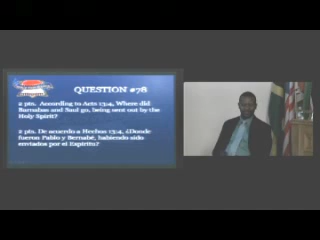 QUESTION #78
2 pts. According to Acts 13:4, Where did
Barnabas and Saul go, being sent out by the
Holy Spirit?
2 pts. De acuerdo a Hechos 13:4, ¿Donde
fueron Pablo y Bernabé, habiendo sido
enviados por el Espíritu?